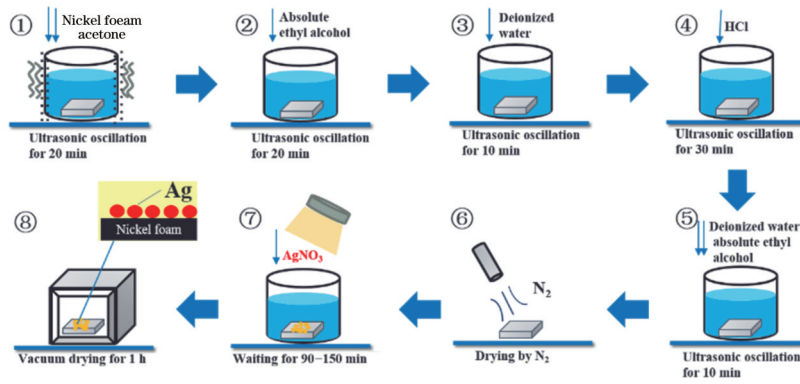 ①
Nickel foeam
acetone
Ultrasonic oscillation
for 20 min
②
Absolute
ethyl alcohol
Ultrasonic oscillation
for 20 min
③
Deionized
water
Ultrasonic oscillation
for 10 min
④
HCl
Ultrasonic oscillation
for 30 min
⑤
Deionized water
absolute ethyl
alcohol
Ultrasonic oscillation
for 10 min
⑥
N2
Drying by N2
⑦
AgNO3
Waiting for 90−150 min
⑧
Ag
Nickel foam
Vacuum drying for 1 h